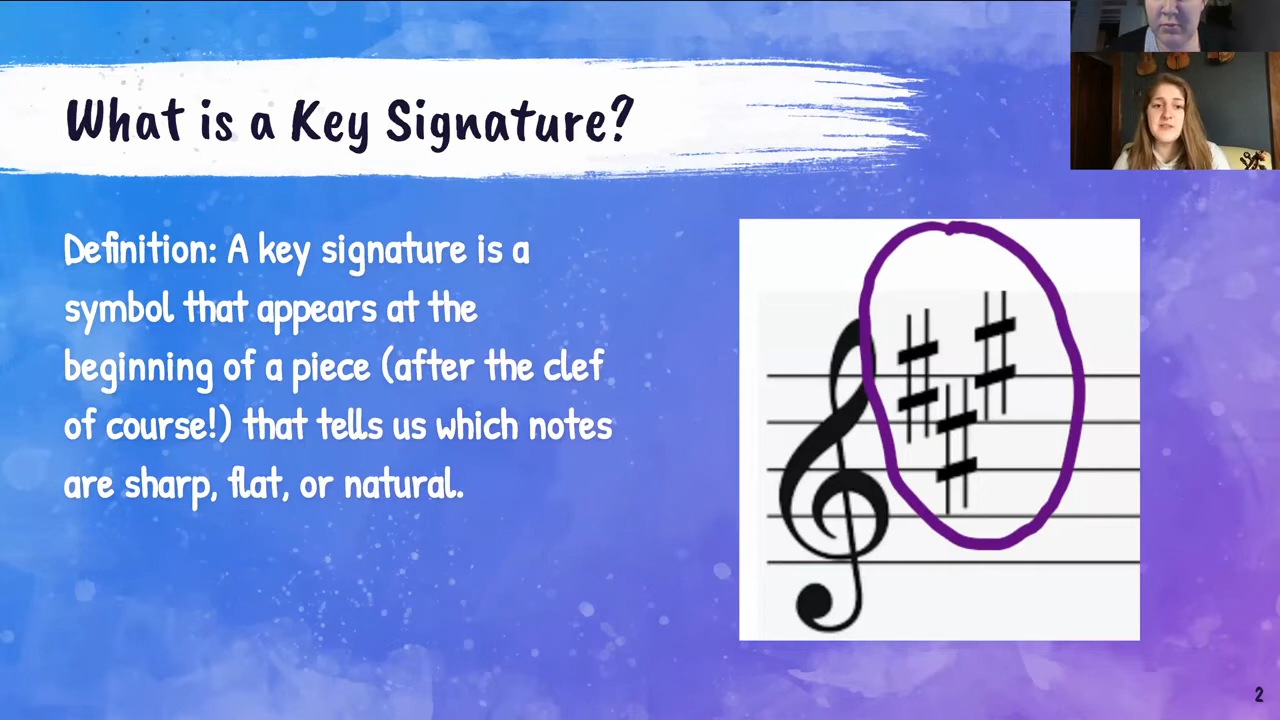 What is a Key Signature?
Definition: A key signature is a
symbol that appears at the
beginning of a piece (after the clef
of course!) that tells us which notes
are sharp, flat, or natural.
2